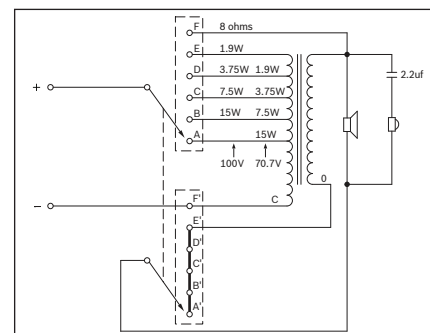 F 8 ohms
E 1.9W
D 3.75W 1.9W
C 7.5W 3.75W
B 15W 7.5W
A 15W
100V 70.7V
2.2uf
0
+
−
F'
C
E'
D'
C'
B'
A'